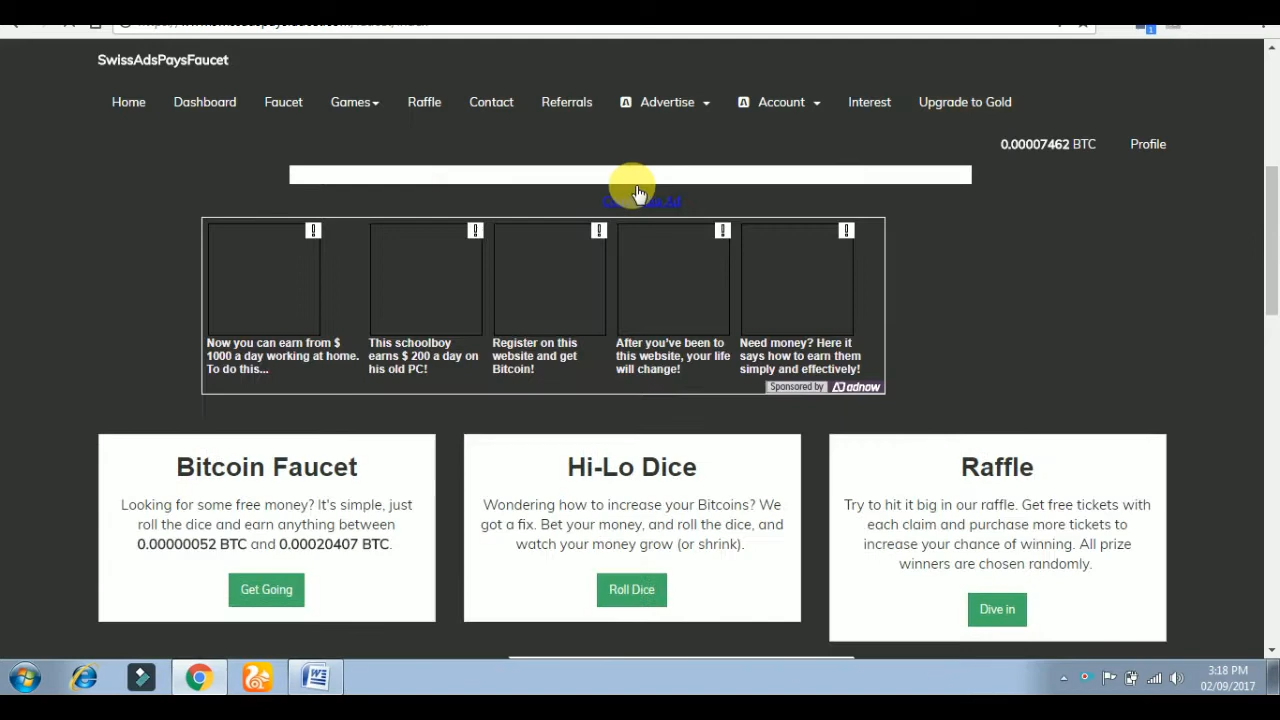 SwissAdsPaysFaucet
Home Dashboard Faucet Games Raffle Contact Referrals Advertise Account Interest Upgrade to Gold
0.00007462 BTC Profile
Now you can earn from $
1000 a day working at home.
To do this...
This schoolboy
earns $ 200 a day on
his old PC!
Register on this
website and get
Bitcoin!
After you've been to
this website, your life
will change!
Need money? Here it
says how to earn them
simply and effectively!
Sponsored by adnow
Bitcoin Faucet
Looking for some free money? It's simple, just
roll the dice and earn anything between
0.00000052 BTC and 0.00020407 BTC.
Get Going
Hi-Lo Dice
Wondering how to increase your Bitcoins? We
got a fix. Bet your money, and roll the dice, and
watch your money grow (or shrink).
Roll Dice
Raffle
Try to hit it big in our raffle. Get free tickets with
each claim and purchase more tickets to
increase your chance of winning. All prize
winners are chosen randomly.
Dive in
3:18 PM
02/09/2017